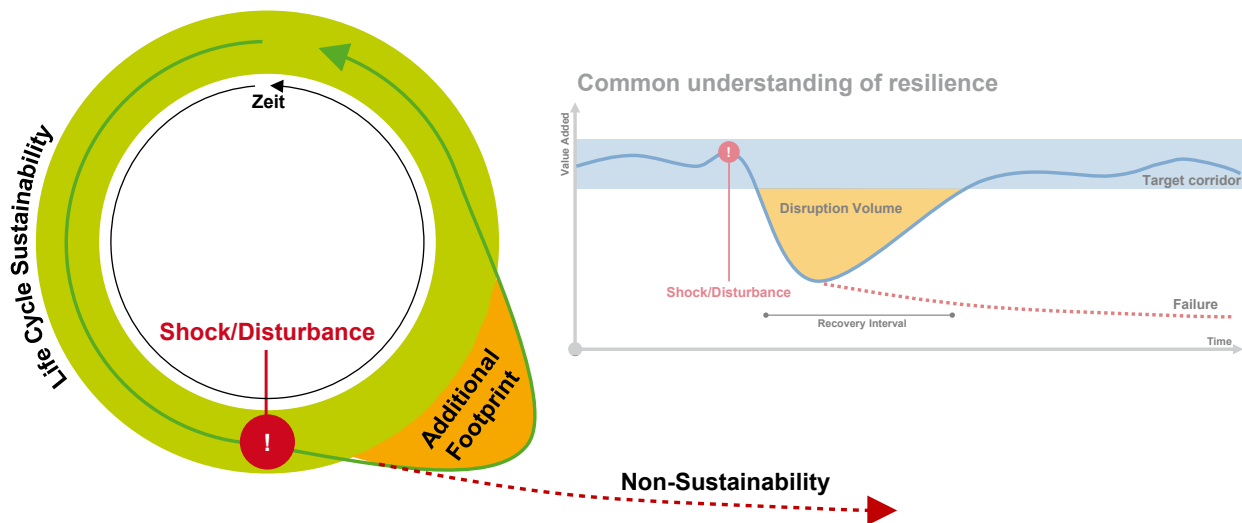 Zeit
Life Cycle Sustainability
Shock/Disturbance
!
Additional
Footprint
Non-Sustainability
Common understanding of resilience
Value Added
!
Target corridor
Disruption Volume
Shock/Disturbance
Failure
Recovery Interval
Time